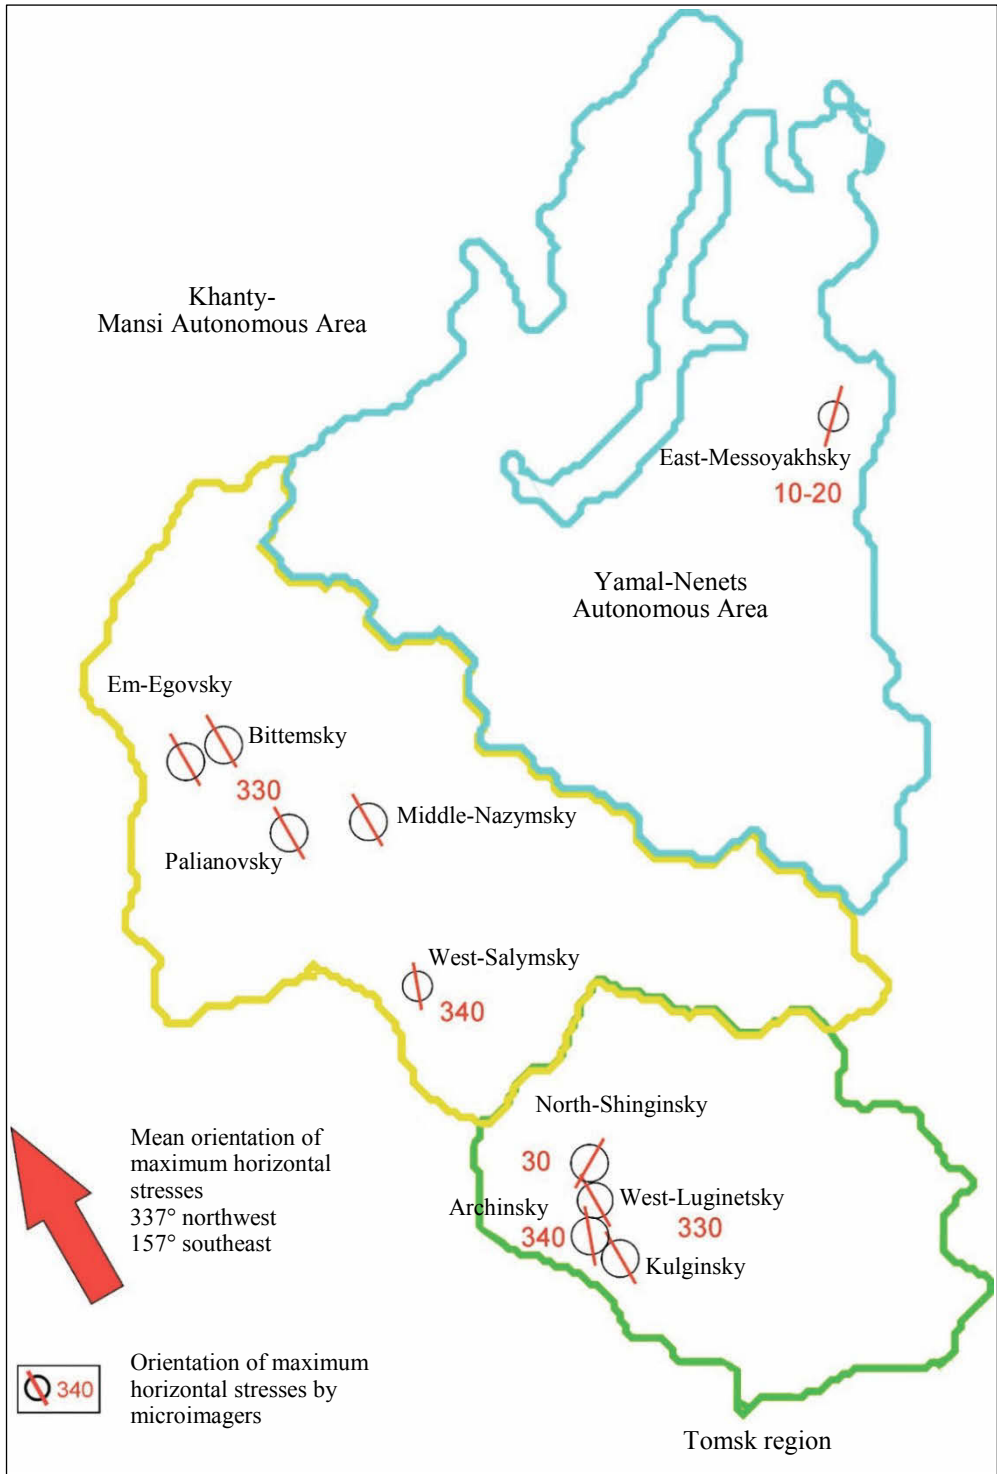 Khanty-
Mansi Autonomous Area
East-Messoyakhsky
10-20
Yamal-Nenets
Autonomous Area
Em-Egovsky
Bittemsky
330
Middle-Nazymsky
Palianovsky
West-Salymsky
340
North-Shinginsky
30
West-Luginetsky
Archinsky
330
340
Kulginsky
Mean orientation of
maximum horizontal
stresses
337° northwest
157° southeast
340
Orientation of maximum
horizontal stresses by
microimagers
Tomsk region